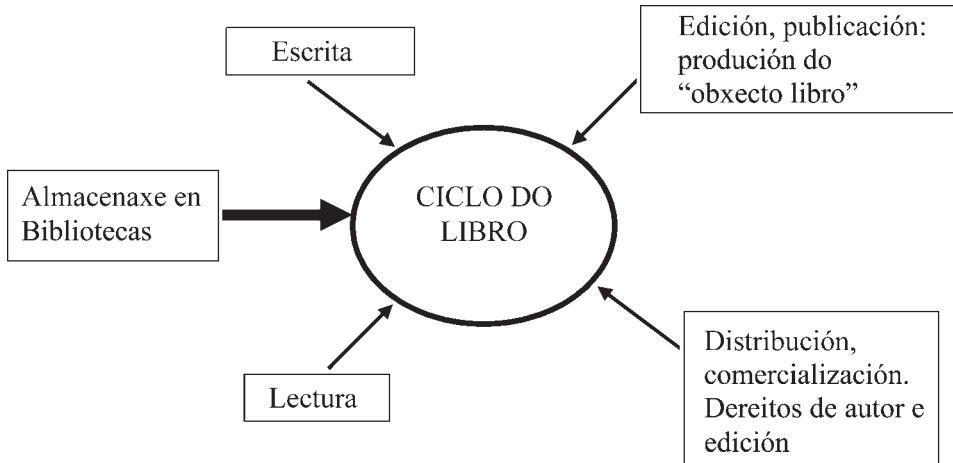 Escrita
Edición, publicación:
produción do
“obxecto libro”
Almacenaxe en
Bibliotecas
CICLO DO
LIBRO
Distribución,
comercialización.
Dereitos de autor e
edición
Lectura